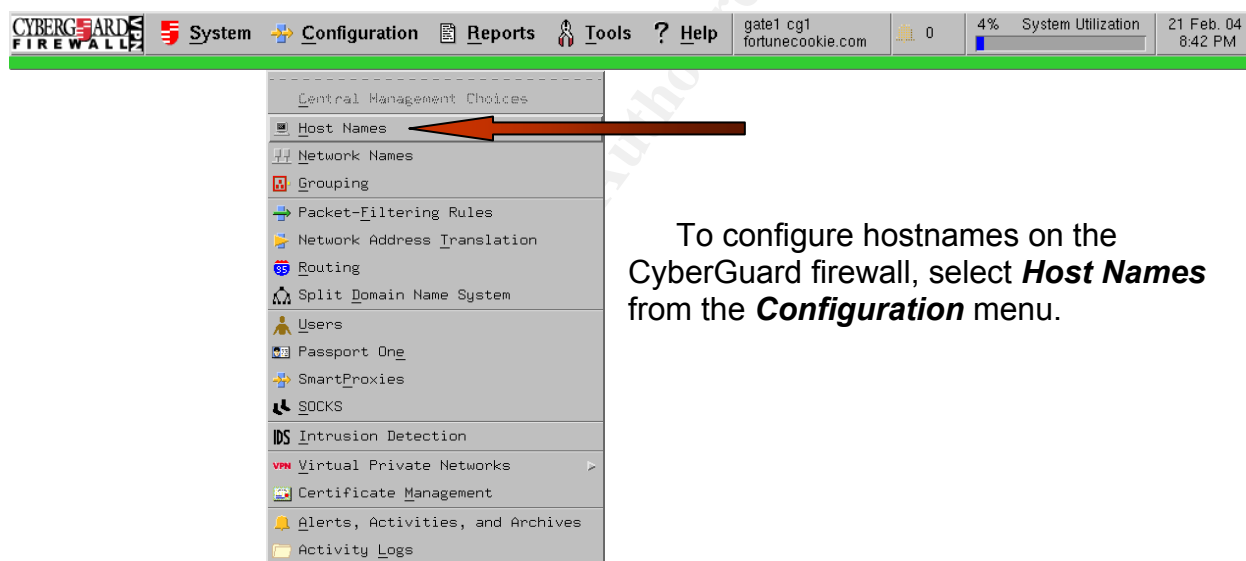 CYBERGUARD
FIREWALL VPN
System Configuration Reports Tools ? Help gate1 cg1 0 4% System Utilization 21 Feb. 04
fortunecookie.com 8:42 PM
Central Management Choices
Host Names
Network Names
Grouping
Packet-Filtering Rules
Network Address Translation
95 Routing
Split Domain Name System
Users
Passport One
SmartProxies
SOCKS
IDS Intrusion Detection
VPN Virtual Private Networks
Certificate Management
Alerts, Activities, and Archives
Activity Logs
To configure hostnames on the
CyberGuard firewall, select Host Names
from the Configuration menu.
Autho